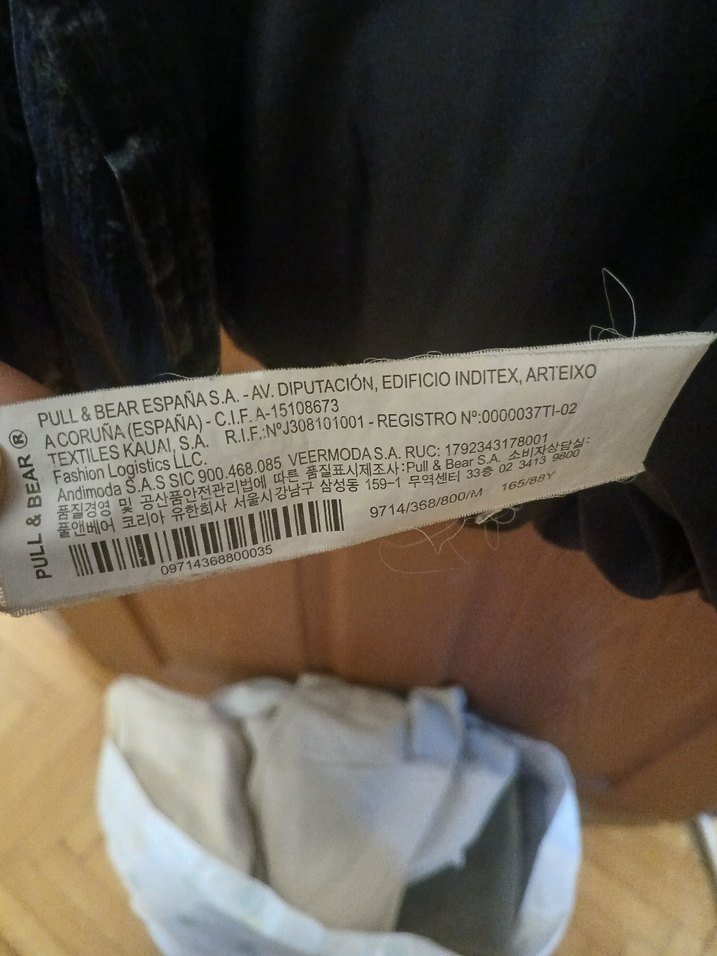 PULL & BEAR ®
PULL & BEAR ESPAÑA S.A. - AV. DIPUTACIÓN, EDIFICIO INDITEX, ARTEIXO
A CORUÑA (ESPAÑA) - C.I.F. A-15108673
TEXTILES KAUAI, S.A. R.I.F.:NºJ308101001 - REGISTRO Nº:0000037TI-02
Fashion Logistics LLC.
Andimoda S.A.S SIC 900.468.085 VEERMODA S.A. RUC: 1792343178001
품질경영 및 공산품안전관리법에 따른 품질표시제조사:Pull & Bear S.A. 소비자상담실:
풀앤베어 코리아 유한회사 서울시강남구 삼성동 159-1 무역센터 33층 02 3413 9800
09714368800035
9714/368/800/M 165/88Y